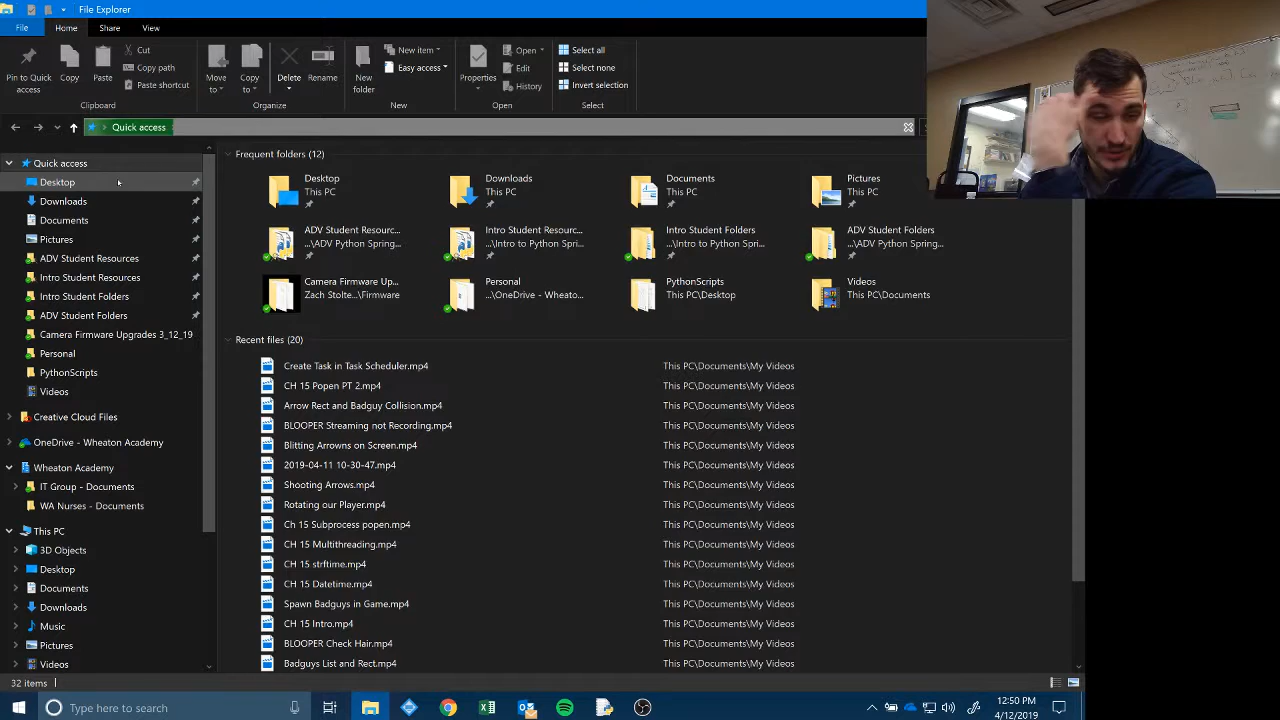 File Explorer
File
Home
Share
View
Pin to Quick access
Copy
Paste
Cut
Copy path
Paste shortcut
Clipboard
Move to
Copy to
Delete
Rename
Organize
New folder
New item
Easy access
New
Properties
Open
Edit
History
Open
Select all
Select none
Invert selection
Select
Quick access
Quick access
Desktop
Downloads
Documents
Pictures
ADV Student Resources
Intro Student Resources
Intro Student Folders
ADV Student Folders
Camera Firmware Upgrades 3_12_19
Personal
PythonScripts
Videos
Creative Cloud Files
OneDrive - Wheaton Academy
Wheaton Academy
IT Group - Documents
WA Nurses - Documents
This PC
3D Objects
Desktop
Documents
Downloads
Music
Pictures
Videos
Frequent folders (12)
Desktop
This PC
Downloads
This PC
Documents
This PC
Pictures
This PC
ADV Student Resourc...
...\ADV Python Spring...
Intro Student Resour...
...\Intro to Python Spri...
Intro Student Folders
...\Intro to Python Spri...
ADV Student Folders
...\ADV Python Spring...
Camera Firmware Up...
Zach Stolte...\Firmware
Personal
...\OneDrive - Wheato...
PythonScripts
This PC\Desktop
Videos
This PC\Documents
Recent files (20)
Create Task in Task Scheduler.mp4 This PC\Documents\My Videos
CH 15 Popen PT 2.mp4 This PC\Documents\My Videos
Arrow Rect and Badguy Collision.mp4 This PC\Documents\My Videos
BLOOPER Streaming not Recording.mp4 This PC\Documents\My Videos
Blitting Arrows on Screen.mp4 This PC\Documents\My Videos
2019-04-11 10-30-47.mp4 This PC\Documents\My Videos
Shooting Arrows.mp4 This PC\Documents\My Videos
Rotating our Player.mp4 This PC\Documents\My Videos
Ch 15 Subprocess popen.mp4 This PC\Documents\My Videos
CH 15 Multithreading.mp4 This PC\Documents\My Videos
CH 15 strftime.mp4 This PC\Documents\My Videos
CH 15 Datetime.mp4 This PC\Documents\My Videos
Spawn Badguys in Game.mp4 This PC\Documents\My Videos
CH 15 Intro.mp4 This PC\Documents\My Videos
BLOOPER Check Hair.mp4 This PC\Documents\My Videos
Badguys List and Rect.mp4 This PC\Documents\My Videos
32 items
Type here to search
12:50 PM
4/12/2019